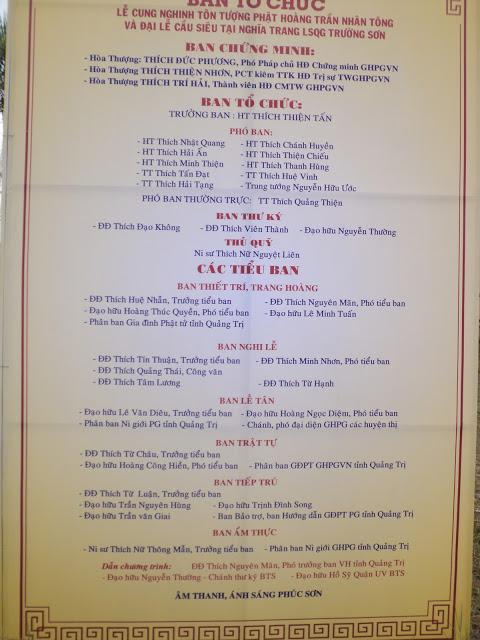 BAN TỔ CHỨC
LỄ CUNG NGHINH TÔN TƯỢNG PHẬT HOÀNG TRẦN NHÂN TÔNG
VÀ ĐẠI LỄ CẦU SIÊU TẠI NGHĨA TRANG LSQG TRƯỜNG SƠN
BAN CHỨNG MINH:
- Hòa Thượng: THÍCH ĐỨC PHƯƠNG, Phó Pháp chủ HĐ Chứng minh GHPGVN
- Hòa Thượng THÍCH THIỆN NHƠN, PCT kiêm TTK HĐ Trị sự TWGHPGVN
- Hòa Thượng THÍCH TRÍ HẢI, Thành viên HĐ CMTW GHPGVN
BAN TỔ CHỨC:
TRƯỞNG BAN : HT THÍCH THIỆN TẤN
PHÓ BAN:
- HT Thích Nhật Quang - HT Thích Chánh Huyền
- HT Thích Hải Ấn - HT Thích Thiện Chiếu
- HT Thích Minh Thiện - HT Thích Thanh Hùng
- TT Thích Tấn Đạt - TT Thích Huệ Vinh
- TT Thích Hải Tạng - Trung tướng Nguyễn Hữu Ước
PHÓ BAN THƯỜNG TRỰC: TT Thích Quảng Thiện
BAN THƯ KÝ
- ĐĐ Thích Đạo Không - ĐĐ Thích Viên Thành - Đạo hữu Nguyễn Thường
THỦ QUỸ
Ni sư Thích Nữ Nguyệt Liên
CÁC TIỂU BAN
BAN THIẾT TRÍ, TRANG HOÀNG
- ĐĐ Thích Huệ Nhẫn, Trưởng tiểu ban - ĐĐ Thích Nguyên Mãn, Phó tiểu ban
- Đạo hữu Hoàng Thúc Quyền, Phó tiểu ban - Đạo hữu Lê Minh Tuấn
- Phân ban Gia đình Phật tử tỉnh Quảng Trị
BAN NGHI LỄ
- ĐĐ Thích Tín Thuận, Trưởng tiểu ban - ĐĐ Thích Minh Nhơn, Phó tiểu ban
- ĐĐ Thích Quảng Thái, Công văn
- ĐĐ Thích Tâm Lương - ĐĐ Thích Từ Hạnh
BAN LỄ TÂN
- Đạo hữu Lê Văn Diêu, Trưởng tiểu ban - Đạo hữu Hoàng Ngọc Diệm, Phó tiểu ban
- Phân ban Ni giới PG tỉnh Quảng Trị - Chánh, phó đại diện GHPG các huyện thị
BAN TRẬT TỰ
- ĐĐ Thích Từ Châu, Trưởng tiểu ban
- Đạo hữu Hoàng Công Hiền, Phó tiểu ban - Phân ban GĐPT GHPGVN tỉnh Quảng Trị
BAN TIẾP TRÚ
- ĐĐ Thích Từ Luận, Trưởng tiểu ban
- Đạo hữu Trần Nguyên Hùng - Đạo hữu Trịnh Đình Song
- Đạo hữu Trần văn Giai - Ban Bảo trợ, ban Hướng dẫn GĐPT PG tỉnh Quảng Trị
BAN ẨM THỰC
- Ni sư Thích Nữ Thông Mẫn, Trưởng tiểu ban - Phân ban Ni giới GHPG tỉnh Quảng Trị
Dẫn chương trình: ĐĐ Thích Nguyên Mãn, Phó trưởng ban VH tỉnh Quảng Trị
- Đạo hữu Nguyễn Thường - Chánh thư ký BTS - Đạo hữu Hồ Sỹ Quận UV BTS
ÂM THANH, ÁNH SÁNG PHÚC SƠN